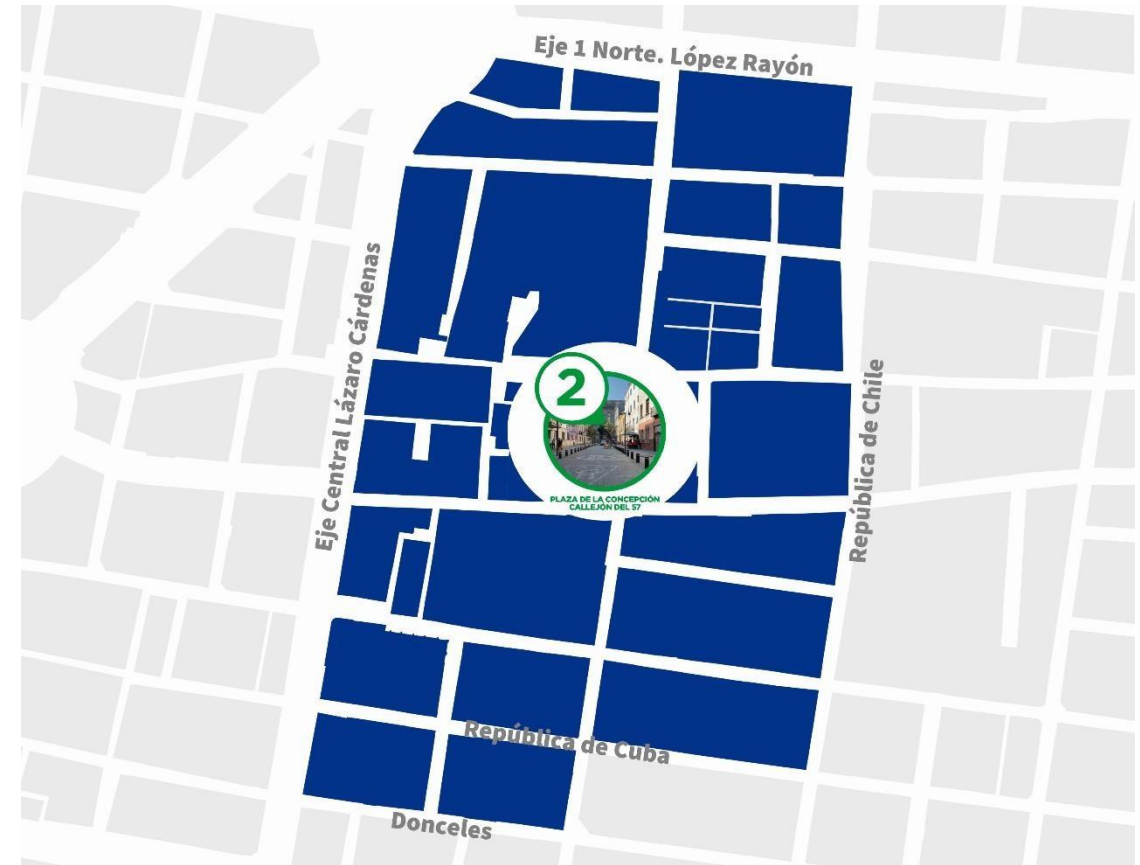 Eje 1 Norte. López Rayón
Eje Central Lázaro Cárdenas
República de Chile
2
PLAZA DE LA CONCEPCIÓN
CALLEJÓN DEL 57
República de Cuba
Donceles